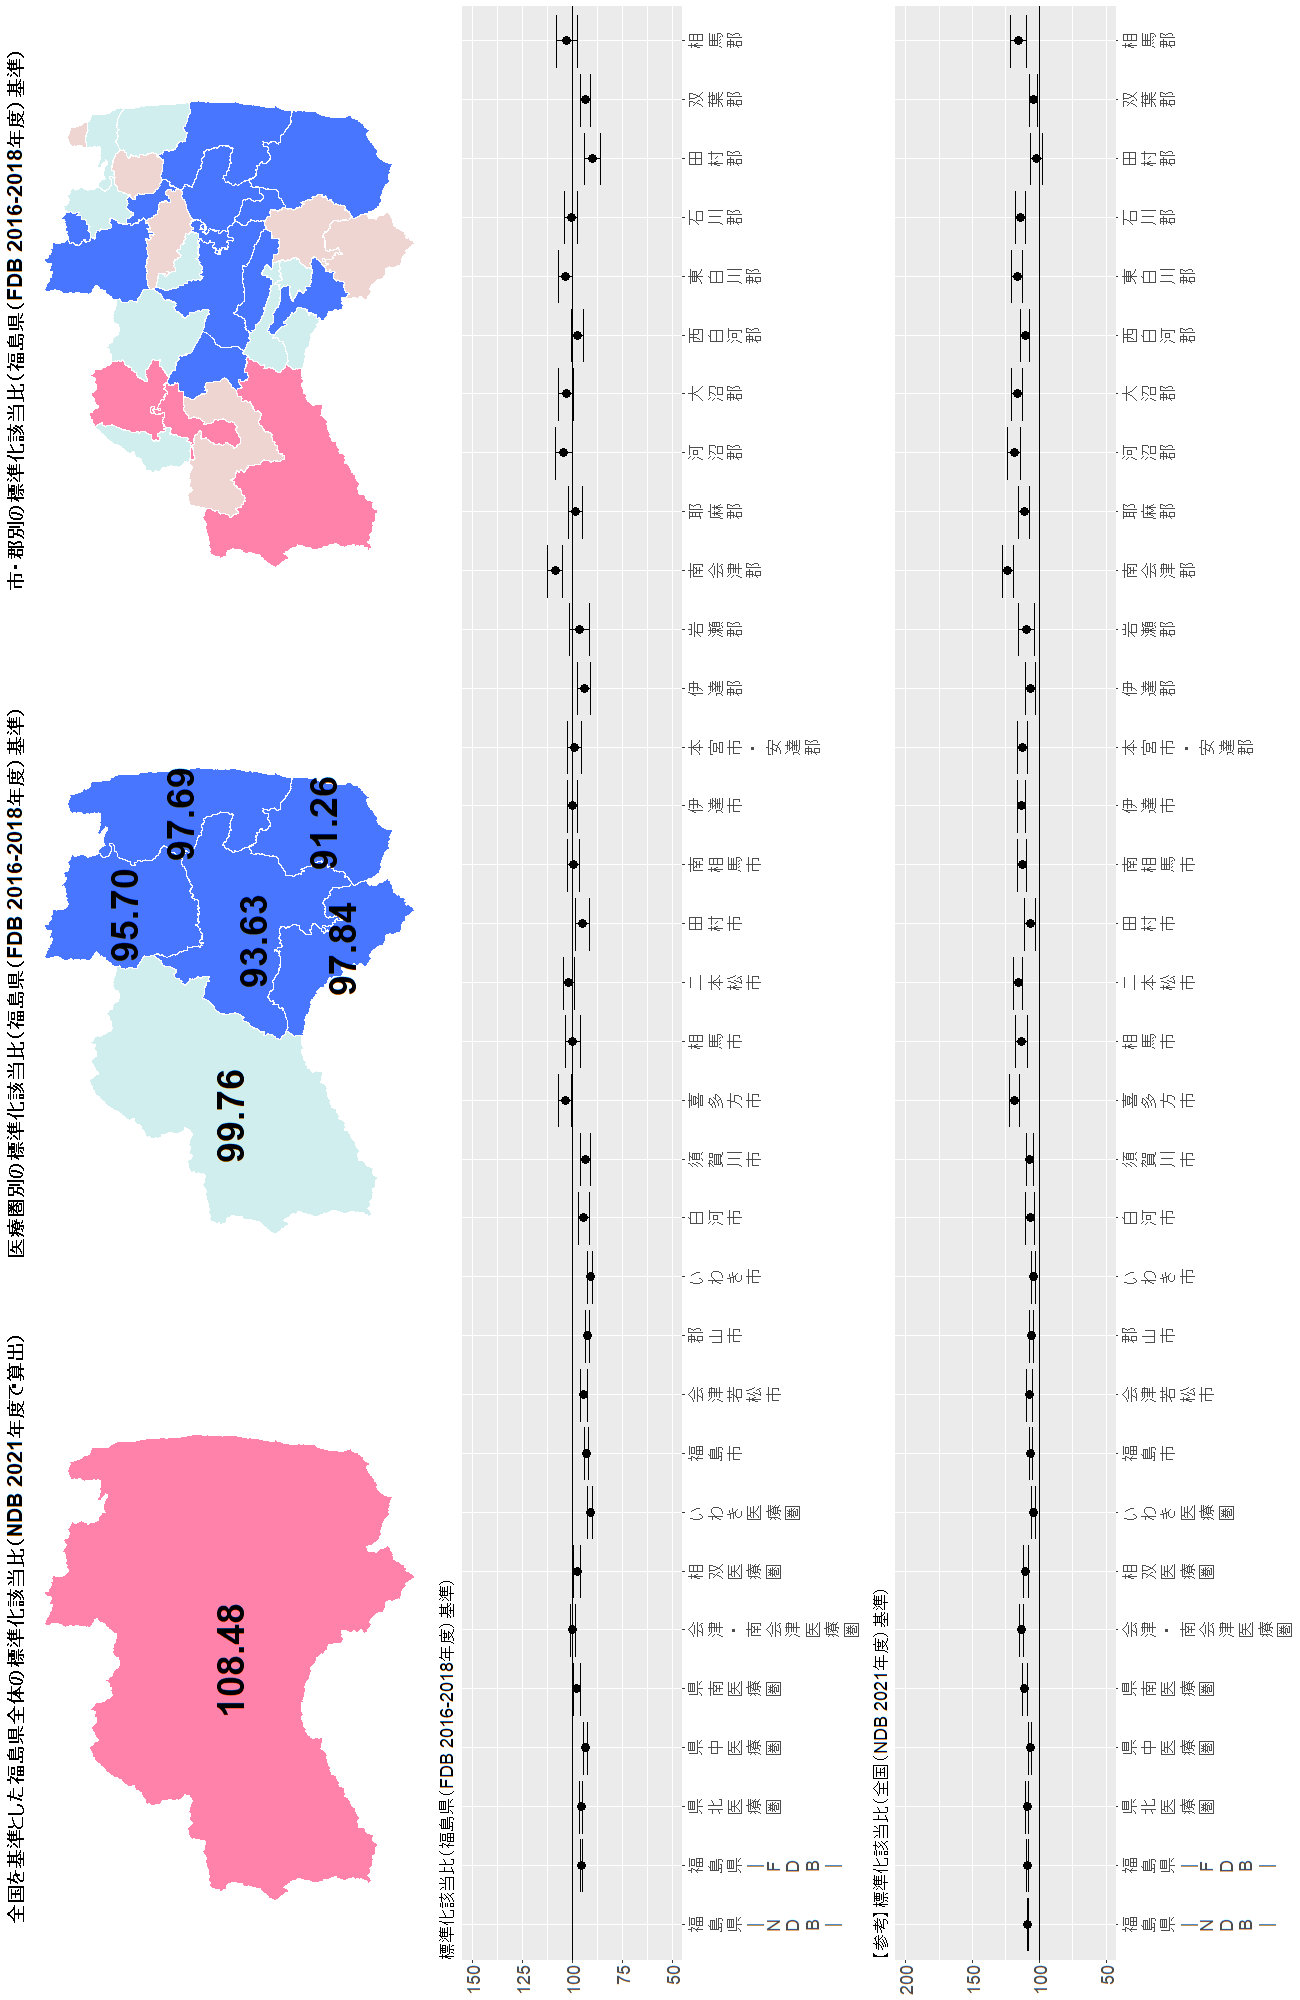 全国を基準とした福島県全体の標準化該当比(NDB 2021年度で算出)
108.48
医療圏別の標準化該当比(福島県(FDB 2016-2018年度)基準)
95.70
97.69
99.76
93.63
97.84
91.26
市・郡別の標準化該当比(福島県(FDB 2016-2018年度)基準)
標準化該当比(福島県(FDB 2016-2018年度)基準)
150
125
100
75
50
福島県(NDB)
福島県(FDB)
県北医療圏
県中医療圏
県南医療圏
会津・南会津医療圏
相双医療圏
いわき医療圏
福島市
会津若松市
郡山市
いわき市
白河市
須賀川市
喜多方市
相馬市
二本松市
田村市
南相馬市
伊達市
本宮市・安達郡
伊達郡
岩瀬郡
南会津郡
耶麻郡
河沼郡
大沼郡
西白河郡
東白川郡
石川郡
田村郡
双葉郡
相馬郡
【参考】標準化該当比(全国(NDB 2021年度)基準)
200
150
100
50
福島県(NDB)
福島県(FDB)
県北医療圏
県中医療圏
県南医療圏
会津・南会津医療圏
相双医療圏
いわき医療圏
福島市
会津若松市
郡山市
いわき市
白河市
須賀川市
喜多方市
相馬市
二本松市
田村市
南相馬市
伊達市
本宮市・安達郡
伊達郡
岩瀬郡
南会津郡
耶麻郡
河沼郡
大沼郡
西白河郡
東白川郡
石川郡
田村郡
双葉郡
相馬郡